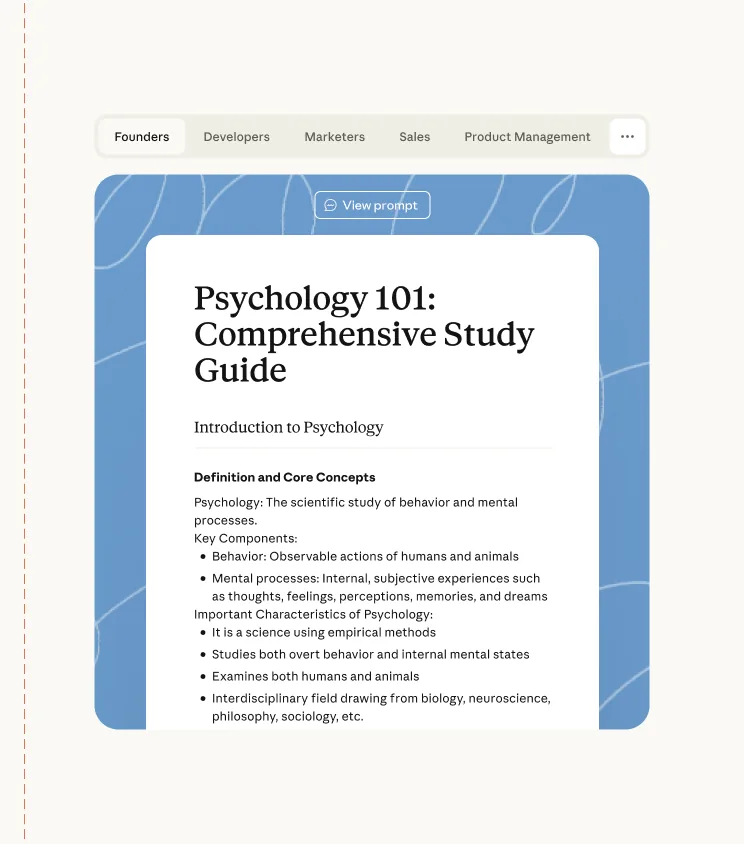 Founders Developers Marketers Sales Product Management ...
View prompt
Psychology 101:
Comprehensive Study
Guide
Introduction to Psychology
Definition and Core Concepts
Psychology: The scientific study of behavior and mental
processes.
Key Components:
• Behavior: Observable actions of humans and animals
• Mental processes: Internal, subjective experiences such
as thoughts, feelings, perceptions, memories, and dreams
Important Characteristics of Psychology:
• It is a science using empirical methods
• Studies both overt behavior and internal mental states
• Examines both humans and animals
• Interdisciplinary field drawing from biology, neuroscience,
philosophy, sociology, etc.